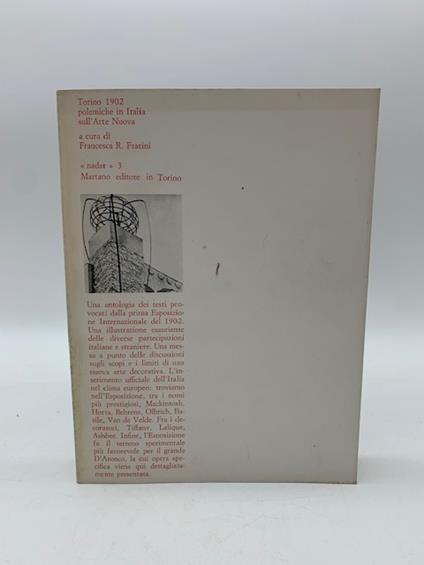 Torino 1902
polemiche in Italia
sull'Arte Nuova
a cura di
Francesca R. Fratini
« nadar » 3
Martano editore in Torino
Una antologia dei testi pro-
vocati dalla prima Esposizio-
ne Internazionale del 1902.
Una illustrazione esauriente
delle diverse partecipazioni
italiane e straniere. Una mes-
sa a punto delle discussioni
sugli scopi e i limiti di una
nuova arte decorativa. L'in-
serimento ufficiale dell'Italia
nel clima europeo: troviamo
nell'Esposizione, tra i nomi
più prestigiosi, Mackintosh,
Horta, Behrens, Olbrich, Ba-
sile, Van de Velde. Fra i de-
coratori, Tiffany, Lalique,
Ashbee. Infine, l'Esposizione
fu il terreno sperimentale
più favorevole per il grande
D'Aronco, la cui opera spe-
cifica viene qui dettagliata-
mente presentata.